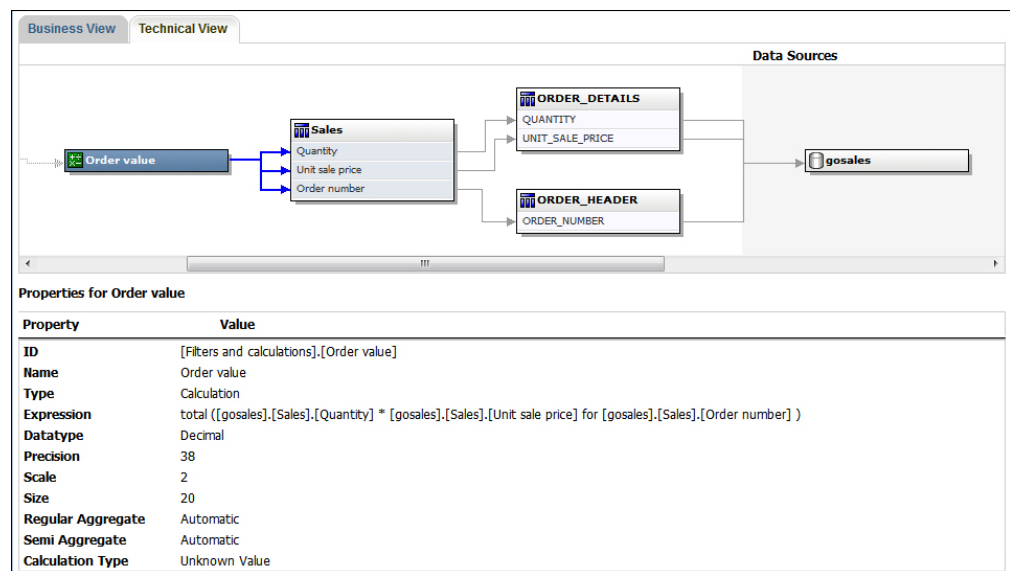 Business View Technical View
Data Sources
ORDER_DETAILS
QUANTITY
UNIT_SALE_PRICE
Sales
Quantity
Unit sale price
Order number
Order value
gosales
ORDER_HEADER
ORDER_NUMBER
Properties for Order value
Property Value
ID [Filters and calculations].[Order value]
Name Order value
Type Calculation
Expression total ([gosales].[Sales].[Quantity] * [gosales].[Sales].[Unit sale price] for [gosales].[Sales].[Order number] )
Datatype Decimal
Precision 38
Scale 2
Size 20
Regular Aggregate Automatic
Semi Aggregate Automatic
Calculation Type Unknown Value